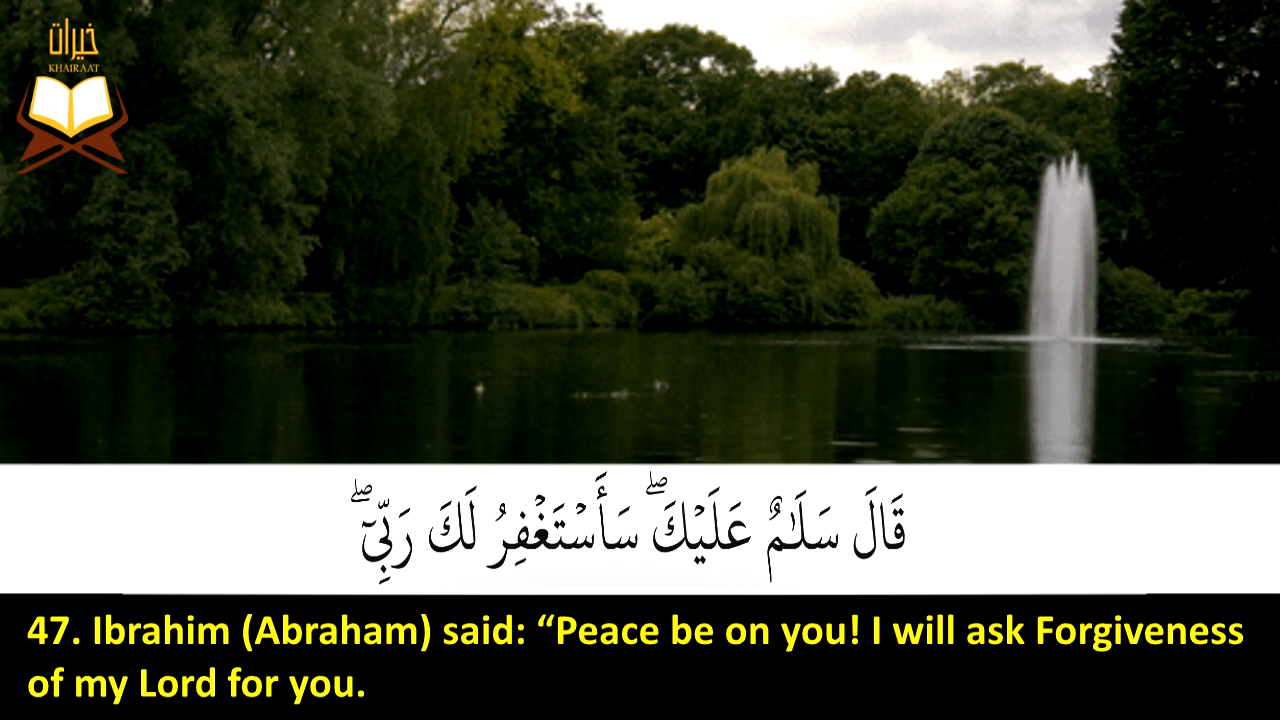 خيرات
KHAIRAAT
قَالَ سَلَـٰمٌ عَلَيْكَ ۖ سَأَسْتَغْفِرُ لَكَ رَبِّىٓ ۖ
47. Ibrahim (Abraham) said: “Peace be on you! I will ask Forgiveness
of my Lord for you.